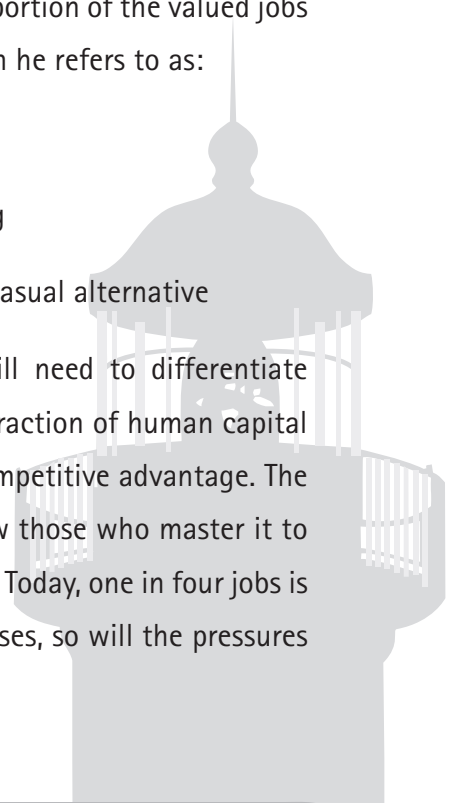 portion of the valued jobs
he refers to as:
asual alternative
ill need to differentiate
raction of human capital
mpetitive advantage. The
w those who master it to
Today, one in four jobs is
ses, so will the pressures